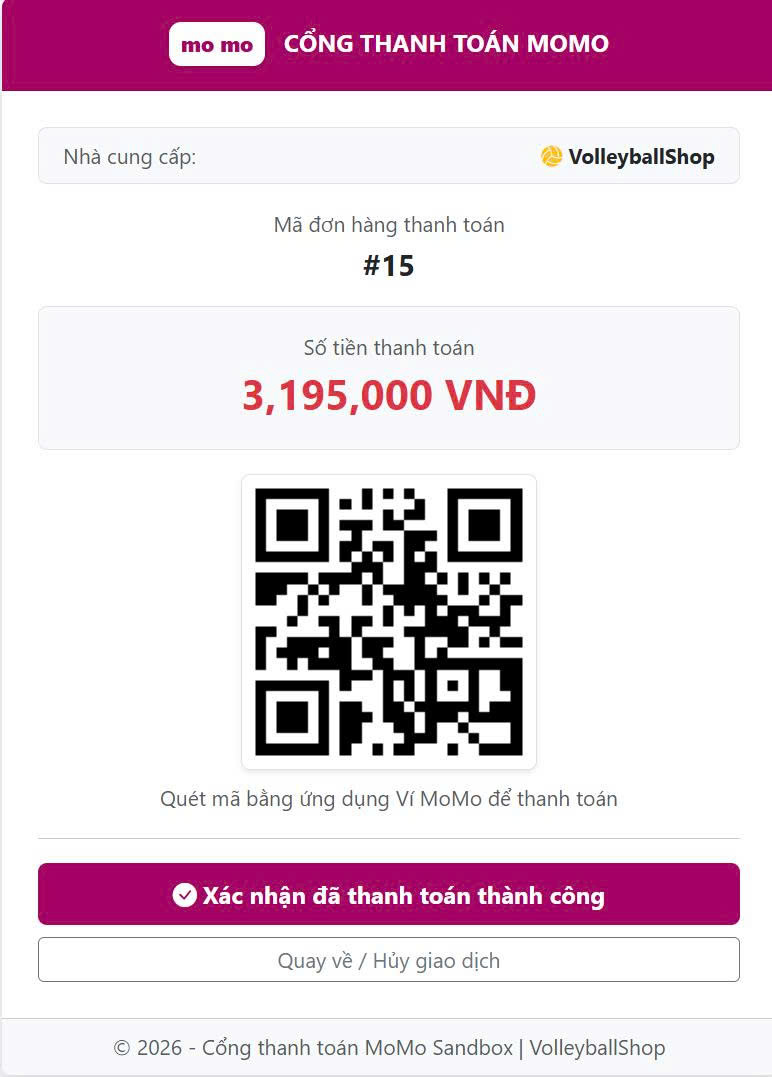 mo mo CỔNG THANH TOÁN MOMO
Nhà cung cấp: VolleyballShop
Mã đơn hàng thanh toán
#15
Số tiền thanh toán
3,195,000 VNĐ
Quét mã bằng ứng dụng Ví MoMo để thanh toán
Xác nhận đã thanh toán thành công
Quay về / Hủy giao dịch
© 2026 - Cổng thanh toán MoMo Sandbox | VolleyballShop